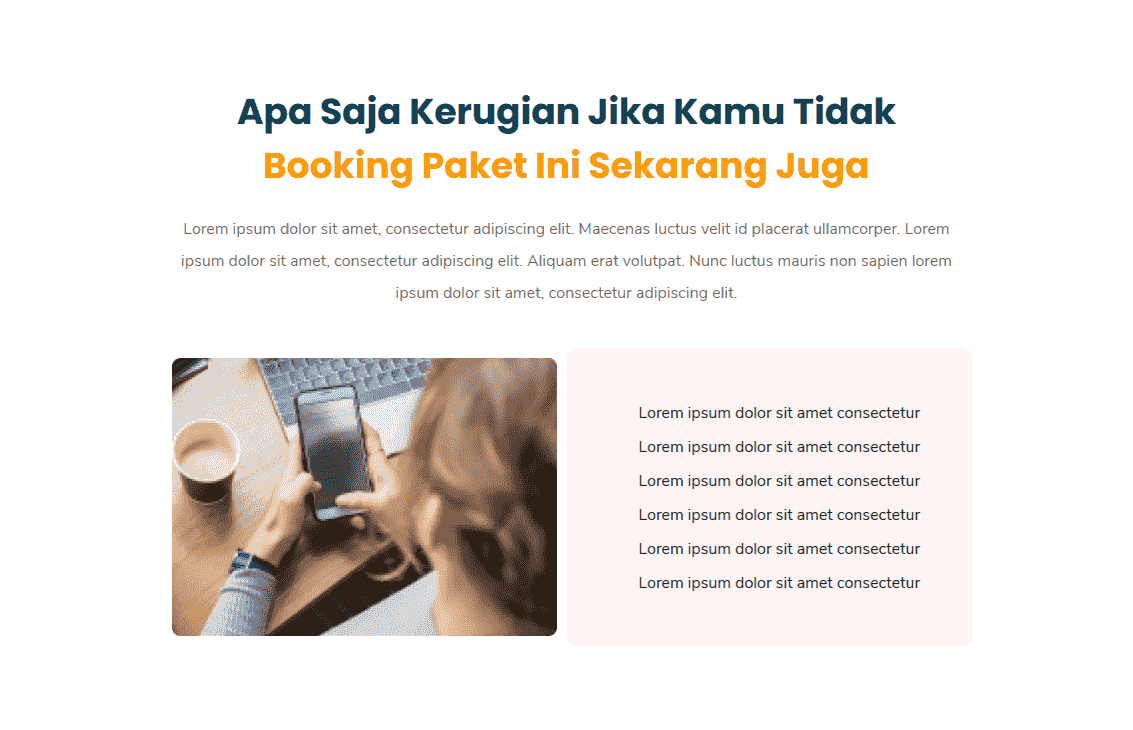 Apa Saja Kerugian Jika Kamu Tidak
Booking Paket Ini Sekarang Juga
Lorem ipsum dolor sit amet, consectetur adipiscing elit. Maecenas luctus velit id placerat ullamcorper. Lorem
ipsum dolor sit amet, consectetur adipiscing elit. Aliquam erat volutpat. Nunc luctus mauris non sapien lorem
ipsum dolor sit amet, consectetur adipiscing elit.
Lorem ipsum dolor sit amet consectetur
Lorem ipsum dolor sit amet consectetur
Lorem ipsum dolor sit amet consectetur
Lorem ipsum dolor sit amet consectetur
Lorem ipsum dolor sit amet consectetur
Lorem ipsum dolor sit amet consectetur